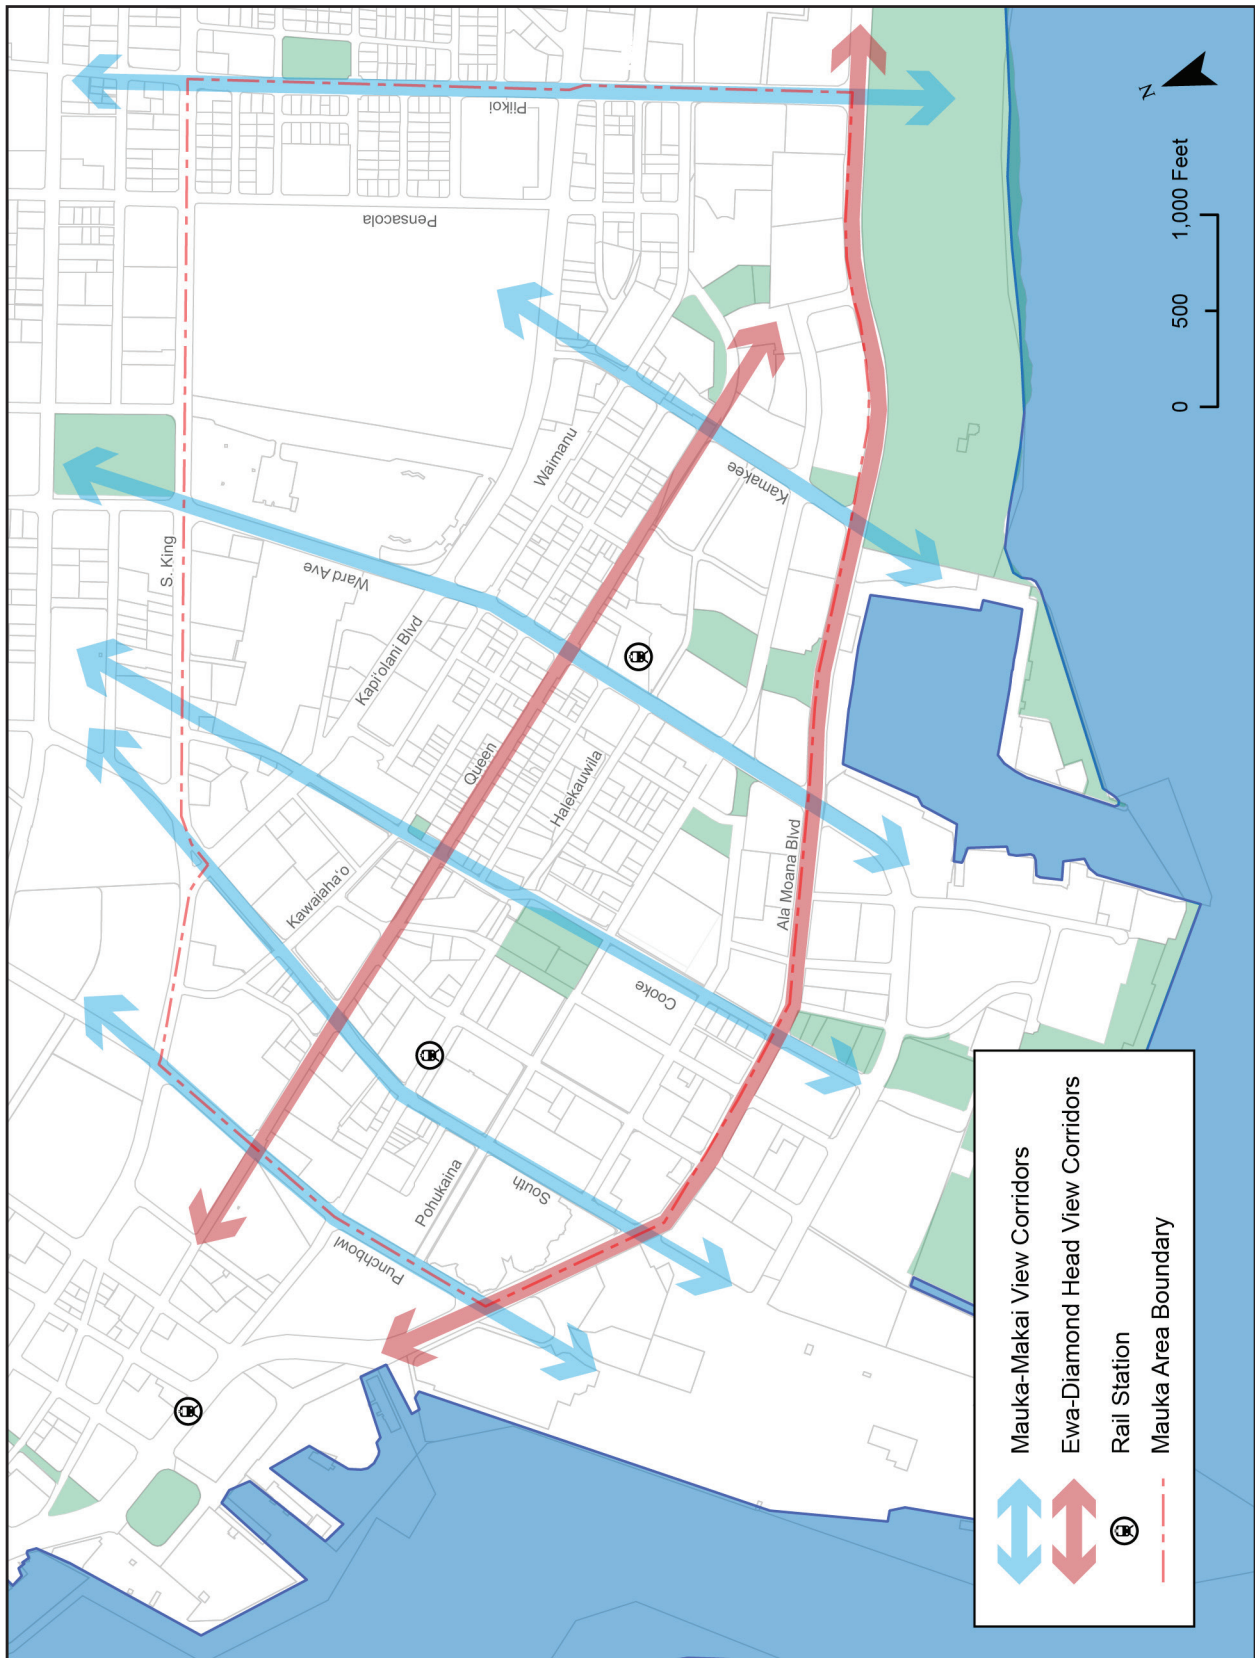 Piikoi
Pensacola
S. King
Ward Ave
Kapi'olani Blvd
Waimanu
Kamakee
Queen
Halekauwila
Kawaiaha'o
Ala Moana Blvd
Cooke
South
Pohukaina
Punchbowl
N
0 500 1,000 Feet
Mauka-Makai View Corridors
Ewa-Diamond Head View Corridors
Rail Station
Mauka Area Boundary